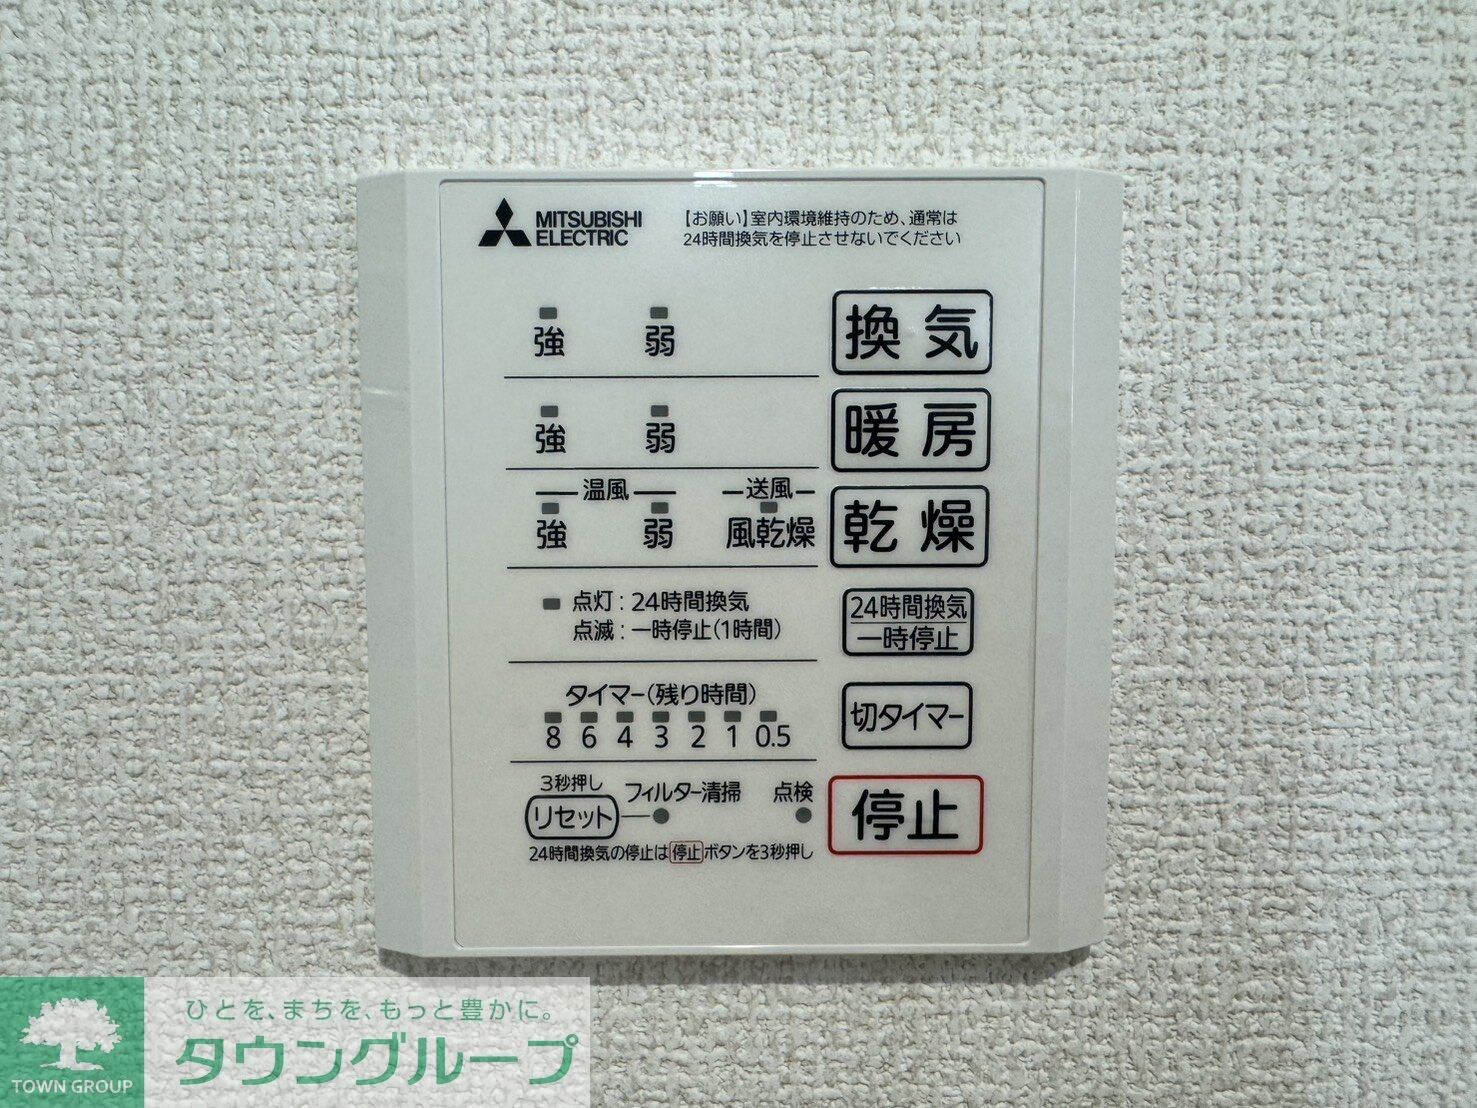 MITSUBISHI
ELECTRIC
【お願い】室内環境維持のため、通常は
24時間換気を停止させないでください
強 弱 換気
強 弱 暖房
温風 送風
強 弱 風乾燥 乾燥
点灯：24時間換気
点滅：一時停止(1時間)
24時間換気
一時停止
タイマー(残り時間)
8 6 4 3 2 1 0.5
切タイマー
3秒押し
リセット フィルター清掃 点検
停止
24時間換気の停止は停止ボタンを3秒押し
ひとを、まちを、もっと豊かに。
タウングループ
TOWN GROUP